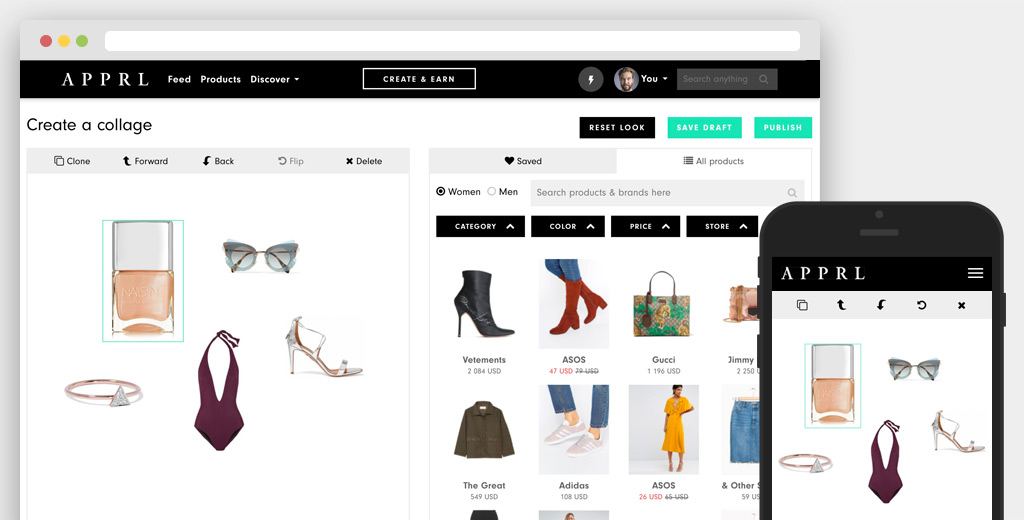 APPRL Feed Products Discover CREATE & EARN You Search anything
Create a collage
RESET LOOK SAVE DRAFT PUBLISH
Clone Forward Back Flip Delete
Saved All products
Women Men Search products & brands here
CATEGORY COLOR PRICE STORE
NAILS INC
Vetements ASOS Gucci Jimmy
2 084 USD 47 USD 79 USD 1 196 USD 2 250
The Great Adidas ASOS & Other S
549 USD 108 USD 26 USD 65 USD 59 US
APPRL